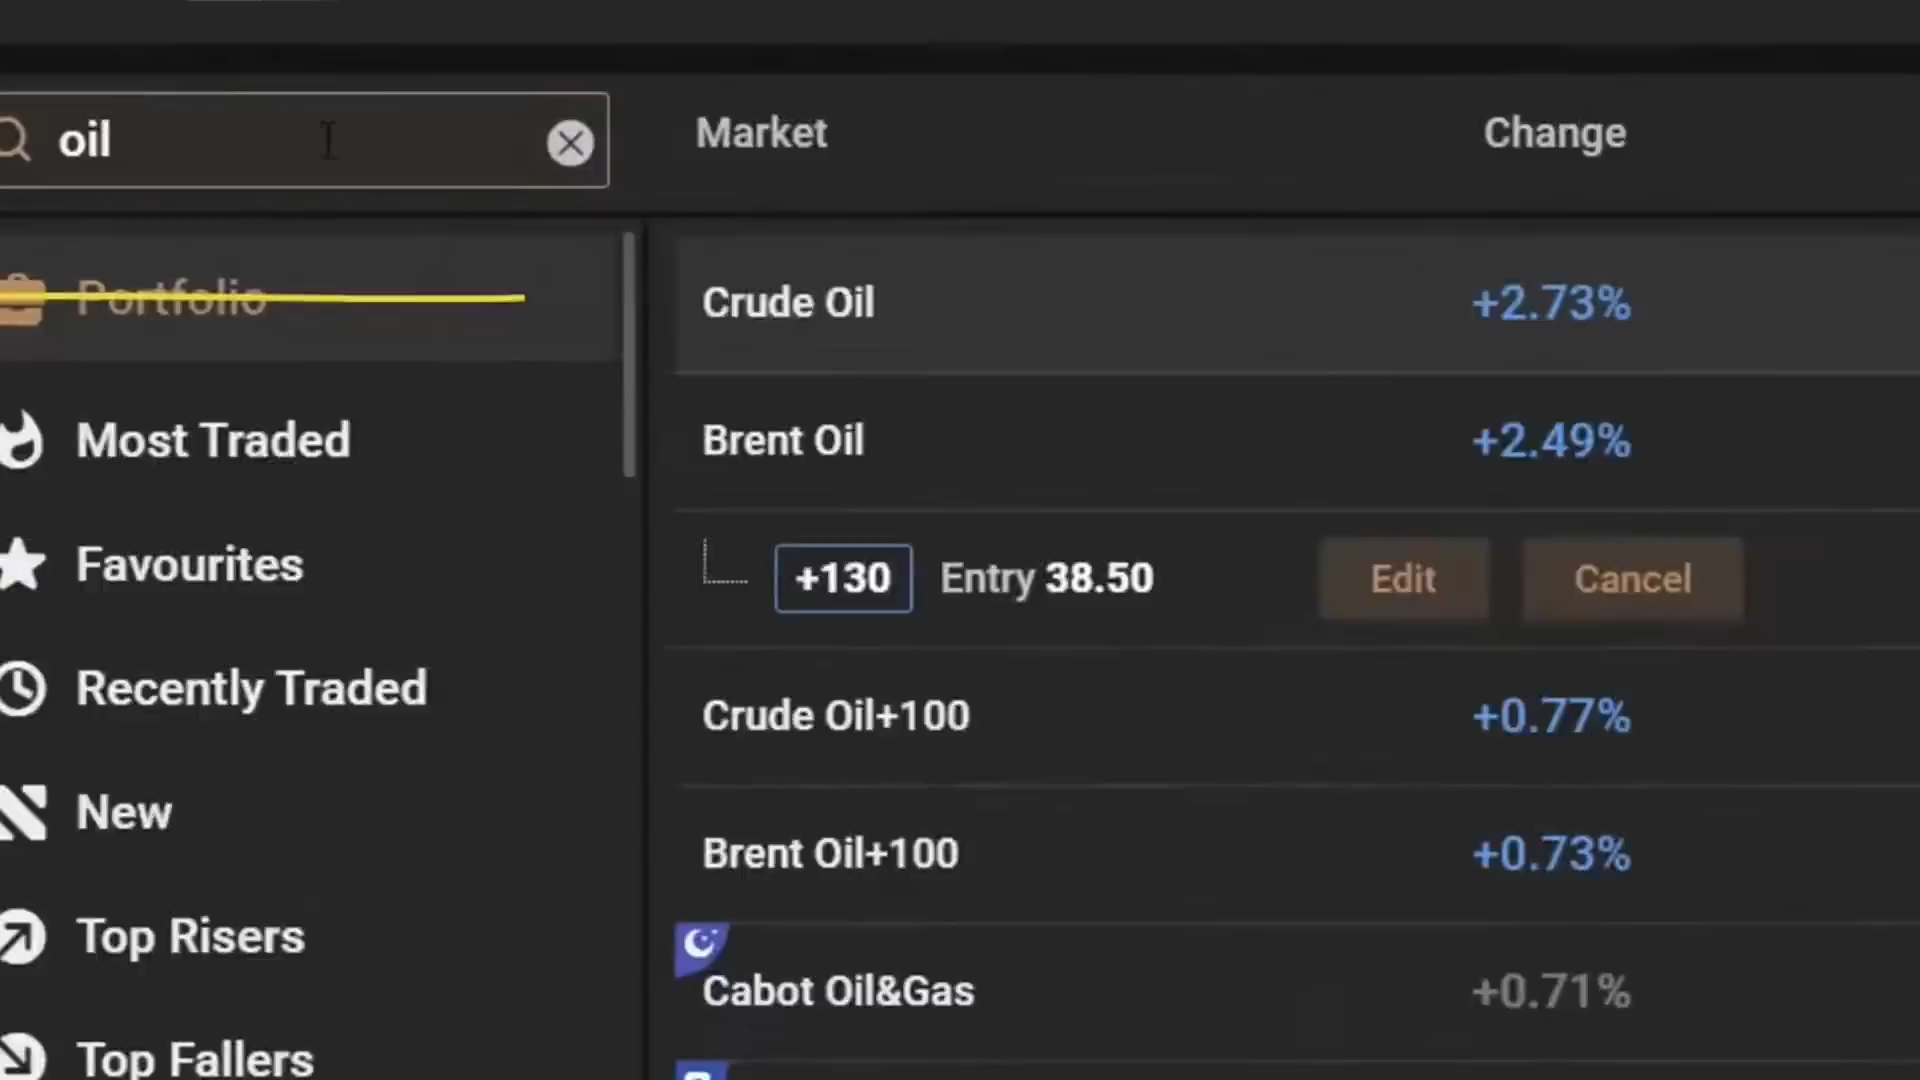 oil
Market Change
Portfolio
Crude Oil +2.73%
Most Traded
Brent Oil +2.49%
Favourites
+130 Entry 38.50 Edit Cancel
Recently Traded
Crude Oil+100 +0.77%
New
Brent Oil+100 +0.73%
Top Risers
Cabot Oil&Gas +0.71%
Top Fallers